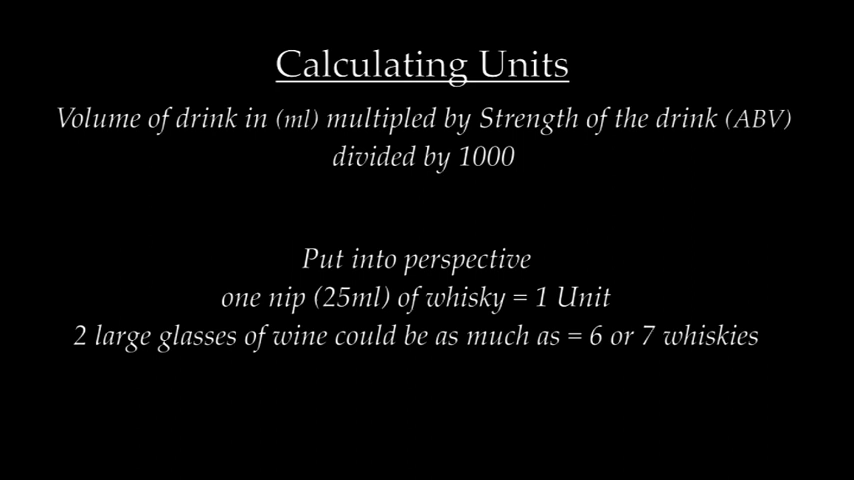 Calculating Units
Volume of drink in (ml) multipled by Strength of the drink (ABV)
divided by 1000
Put into perspective
one nip (25ml) of whisky = 1 Unit
2 large glasses of wine could be as much as = 6 or 7 whiskies